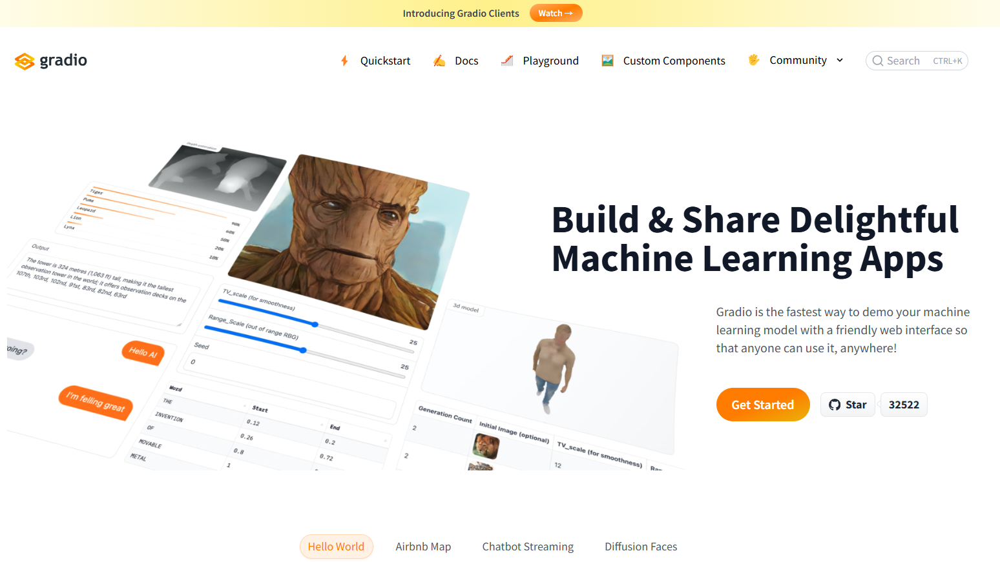 Introducing Gradio Clients
Watch →
gradio
Quickstart
Docs
Playground
Custom Components
Community
Search CTRL+K
Depth estimation
Tiger 90%
Puma 60%
Leopard 50%
Lion 20%
Lynx 10%
Output
The tower is 324 metres (1,063 ft) tall, making it the tallest
observation tower in the world; it offers observation decks on the
107th, 103rd, 102nd, 91st, 83rd, 82nd, 63rd
oing?
Hello AI
I'm felling great
TV_scale (for smoothness)
25
Range_Scale (out of range RBG)
25
Seed
0
Word Start End
THE 0.12 0.2
INVENTION 0.26 0.72
OF 0.8
MOVABLE 1
METAL
3d model
Generation Count Initial Image (optional) TV_scale (for smoothness) Ra
2 12
2
Build & Share Delightful
Machine Learning Apps
Gradio is the fastest way to demo your machine
learning model with a friendly web interface so
that anyone can use it, anywhere!
Get Started
Star
32522
Hello World
Airbnb Map
Chatbot Streaming
Diffusion Faces